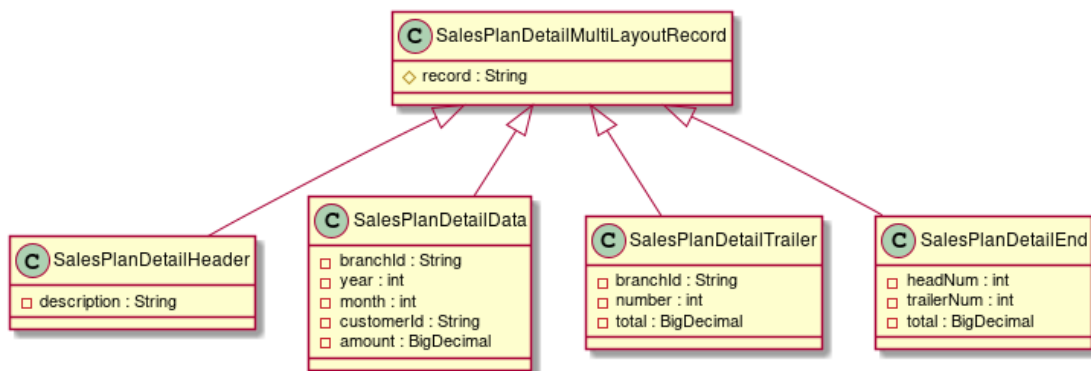 C SalesPlanDetailMultiLayoutRecord
record : String
C SalesPlanDetailHeader
description : String
C SalesPlanDetailData
branchId : String
year : int
month : int
customerId : String
amount : BigDecimal
C SalesPlanDetailTrailer
branchId : String
number : int
total : BigDecimal
C SalesPlanDetailEnd
headNum : int
trailerNum : int
total : BigDecimal